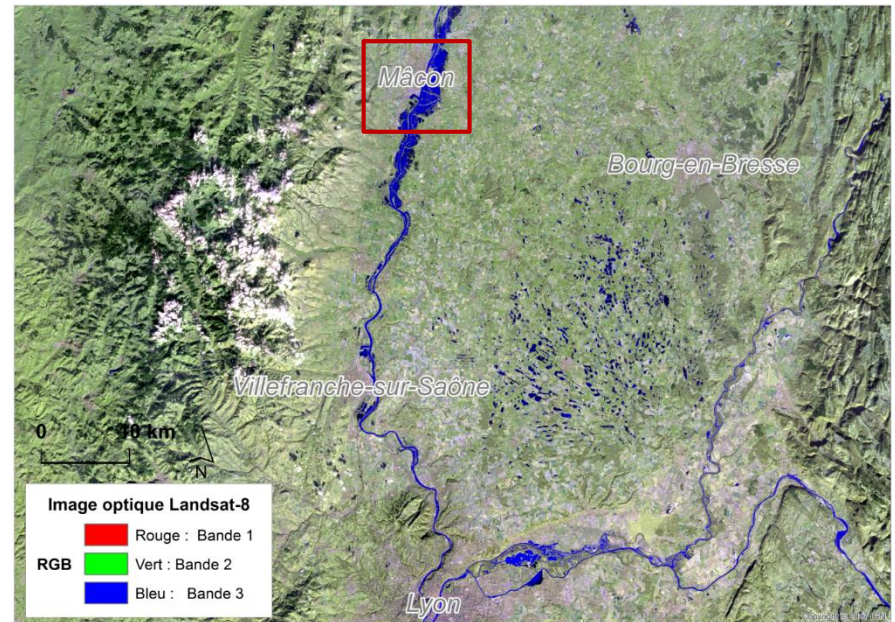 Mâcon
Bourg-en-Bresse
Villefranche-sur-Saône
0 10 km
N
Image optique Landsat-8
Rouge : Bande 1
RGB Vert : Bande 2
Bleu : Bande 3
Lyon